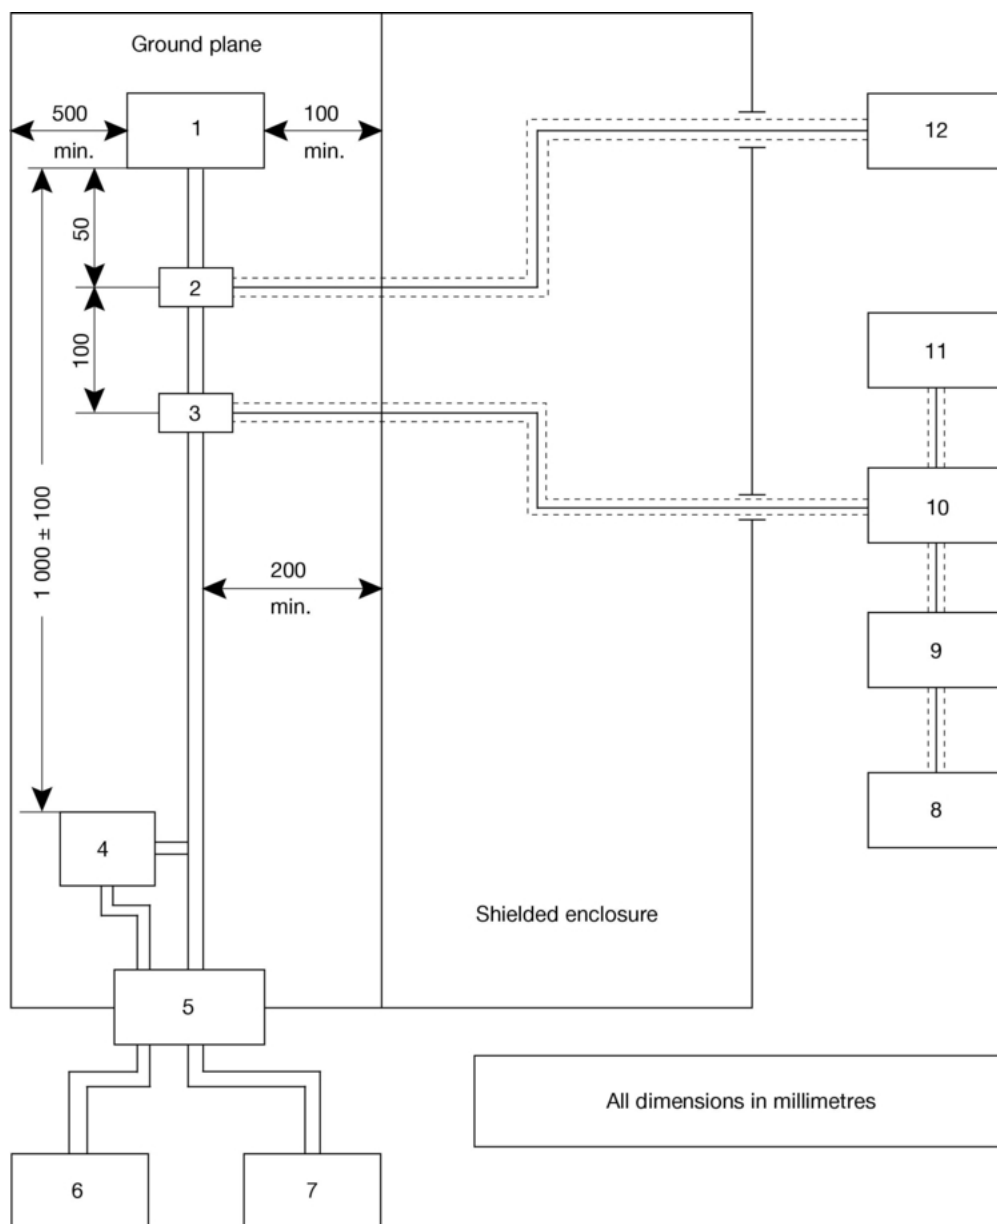 Ground plane
500
min.
1
100
min.
12
50
2
11
100
3
10
1 000 ± 100
200
min.
9
8
4
Shielded enclosure
5
All dimensions in millimetres
6
7